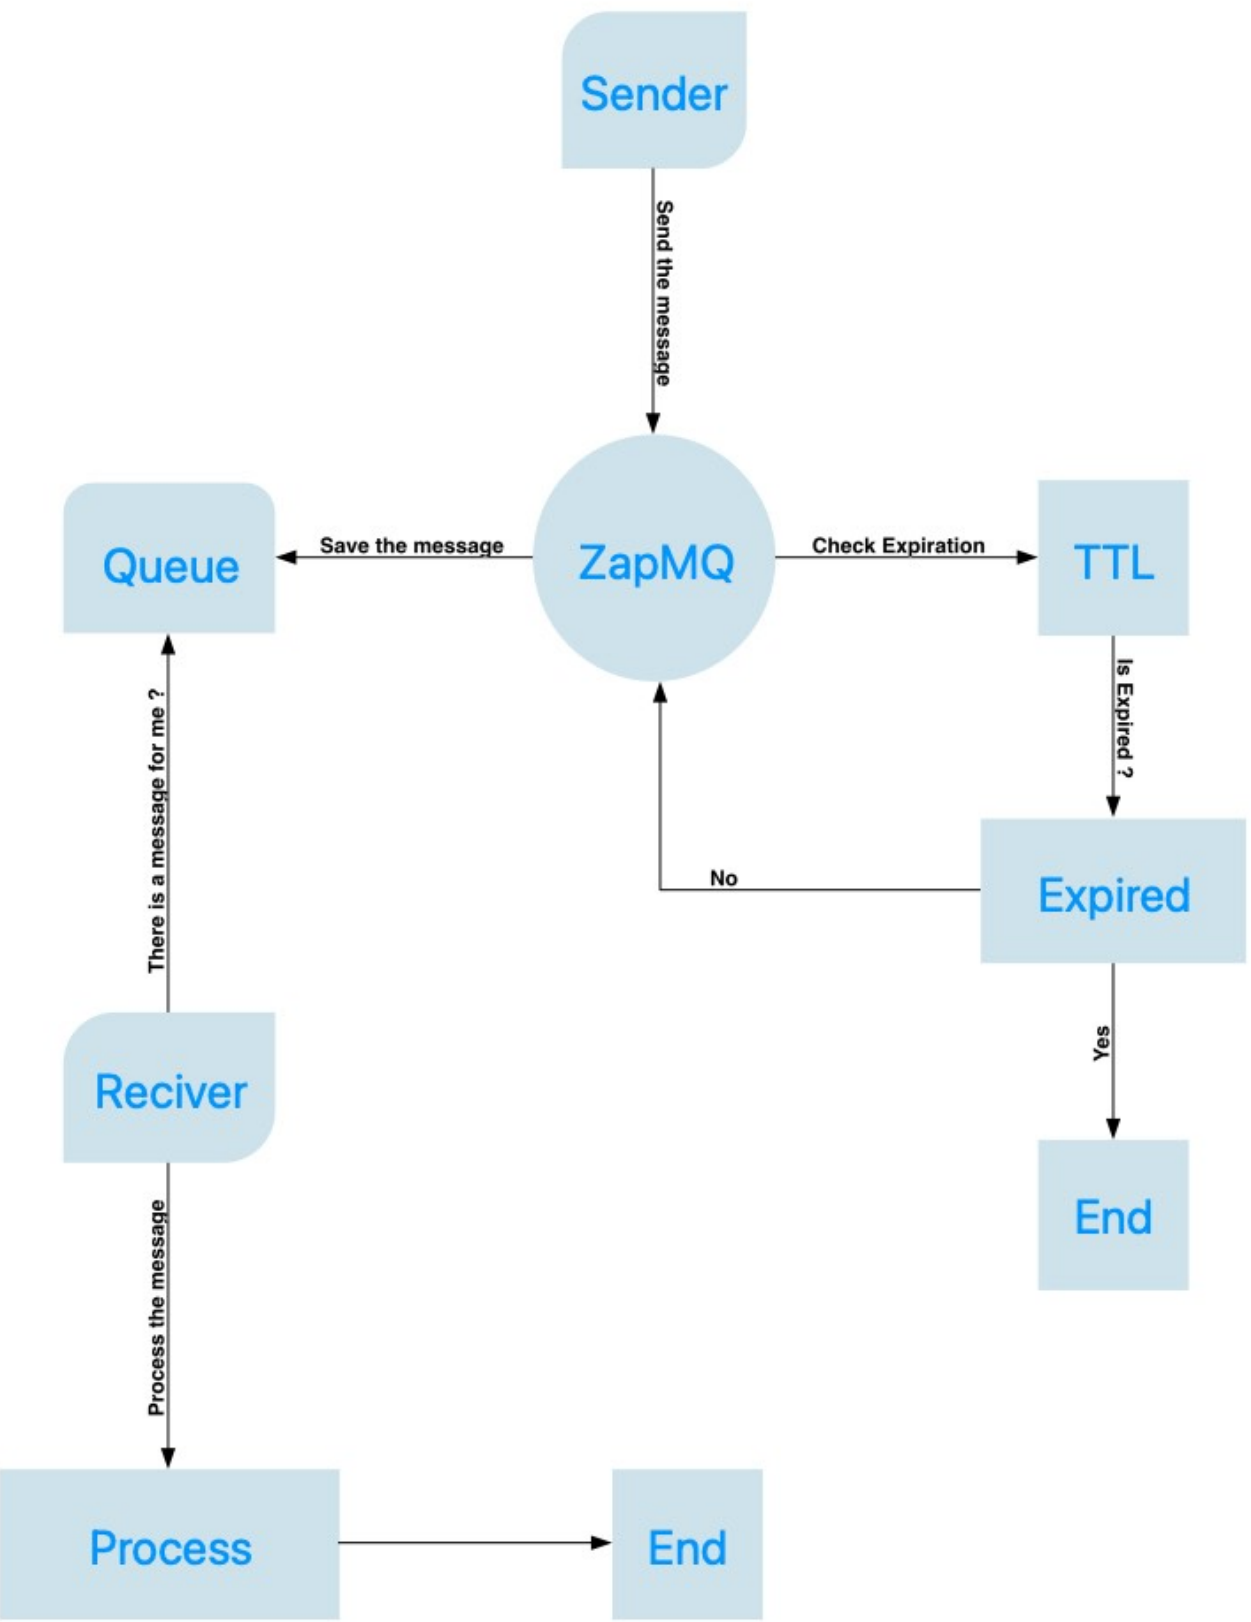 Sender
Send the message
Queue
Save the message
ZapMQ
Check Expiration
TTL
Is Expired ?
There is a message for me ?
No
Expired
Yes
Reciver
End
Process the message
Process
End